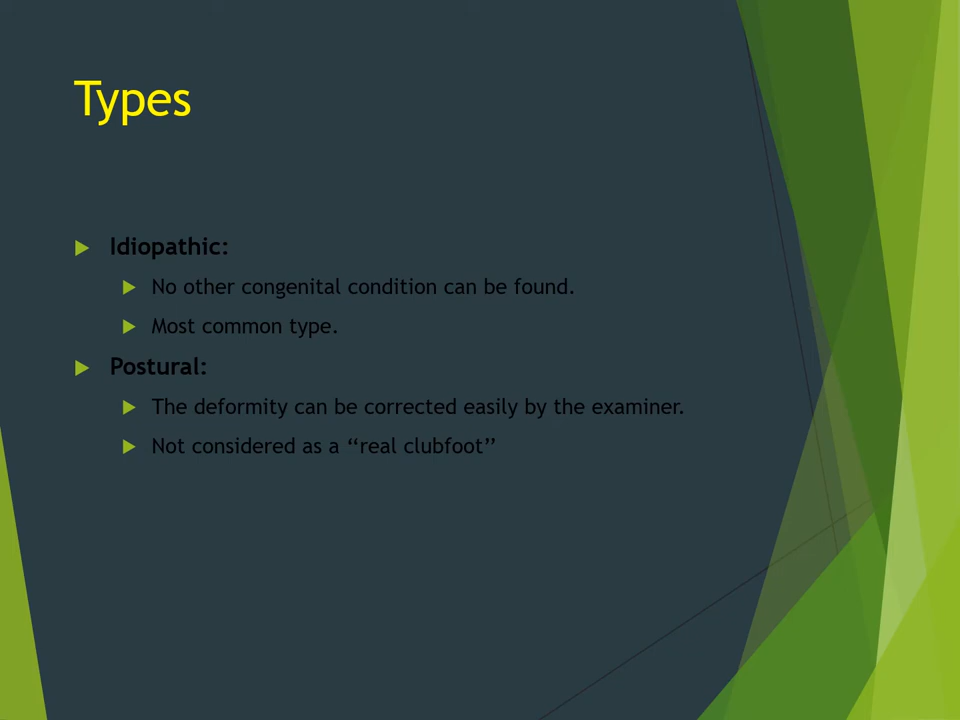 Types
Idiopathic:
No other congenital condition can be found.
Most common type.
Postural:
The deformity can be corrected easily by the examiner.
Not considered as a ‘‘real clubfoot’’